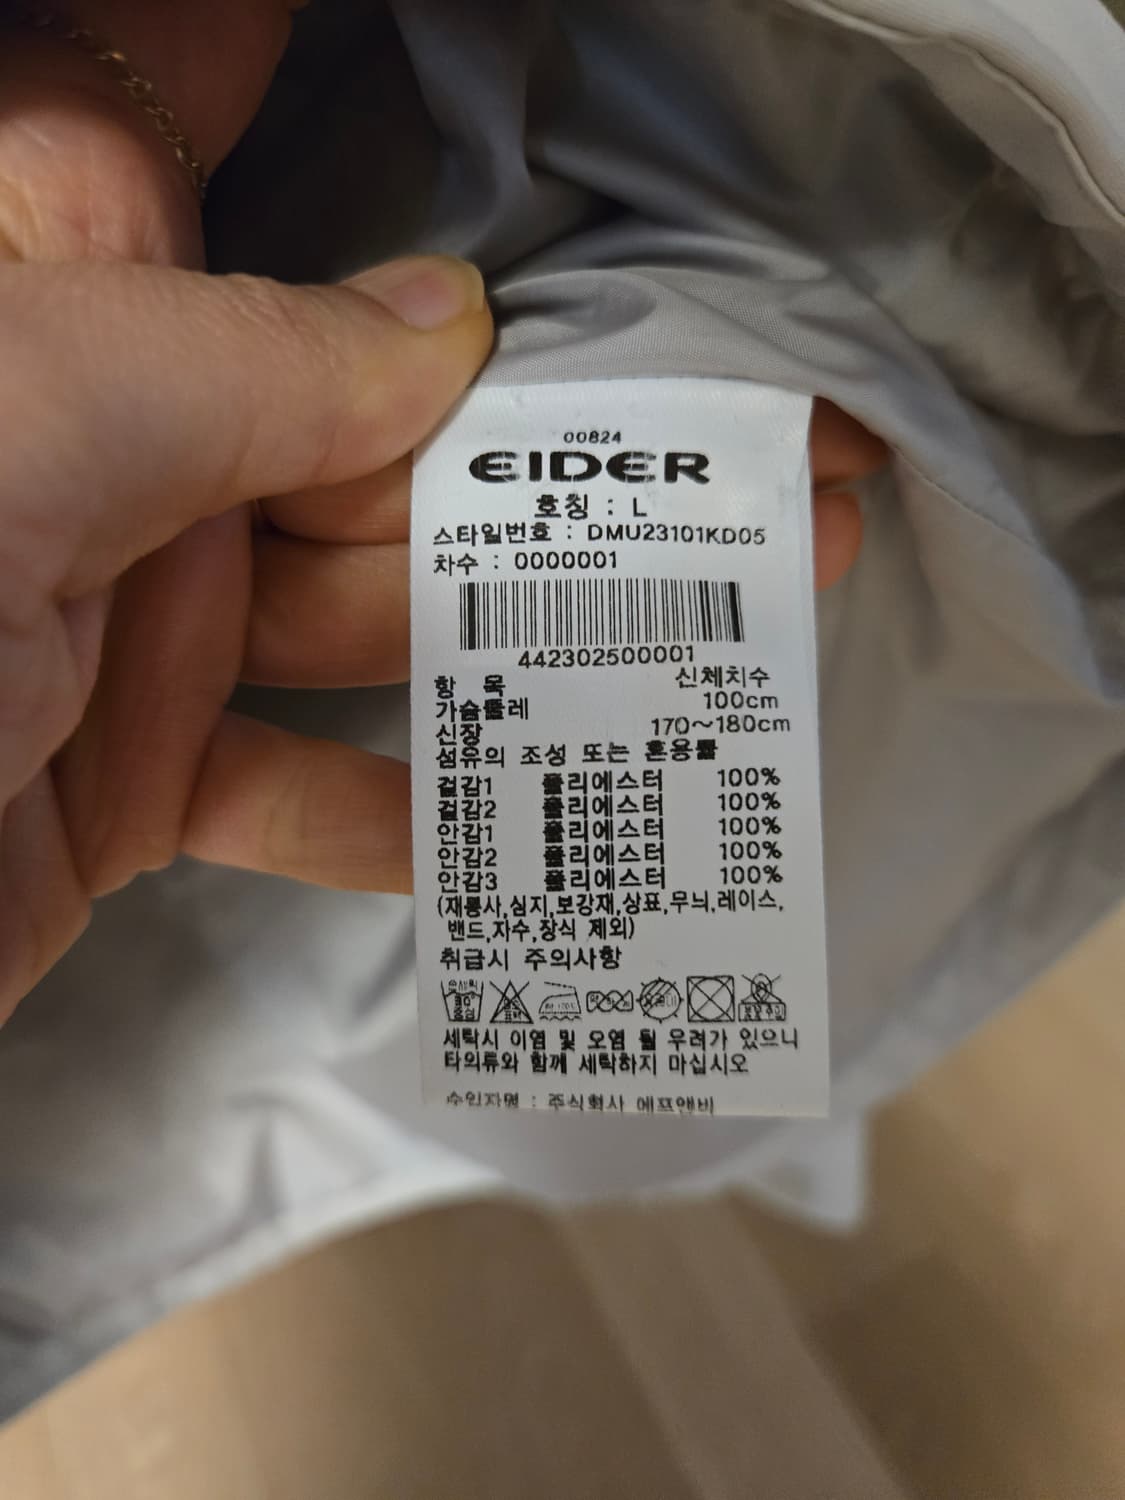 00824
EIDER
호칭 : L
스타일번호 : DMU23101KD05
차수 : 0000001
442302500001
항 목 신체치수
가슴둘레 100cm
신장 170~180cm
섬유의 조성 또는 혼용률
겉감1 폴리에스터 100%
겉감2 폴리에스터 100%
안감1 폴리에스터 100%
안감2 폴리에스터 100%
안감3 폴리에스터 100%
(재봉사,심지,보강재,상표,무늬,레이스,
밴드,자수,장식 제외)
취급시 주의사항
손세탁
30°
중성
세탁시 이염 및 오염 될 우려가 있으니
타의류와 함께 세탁하지 마십시오
수입자명 : 주식회사 에프앤비